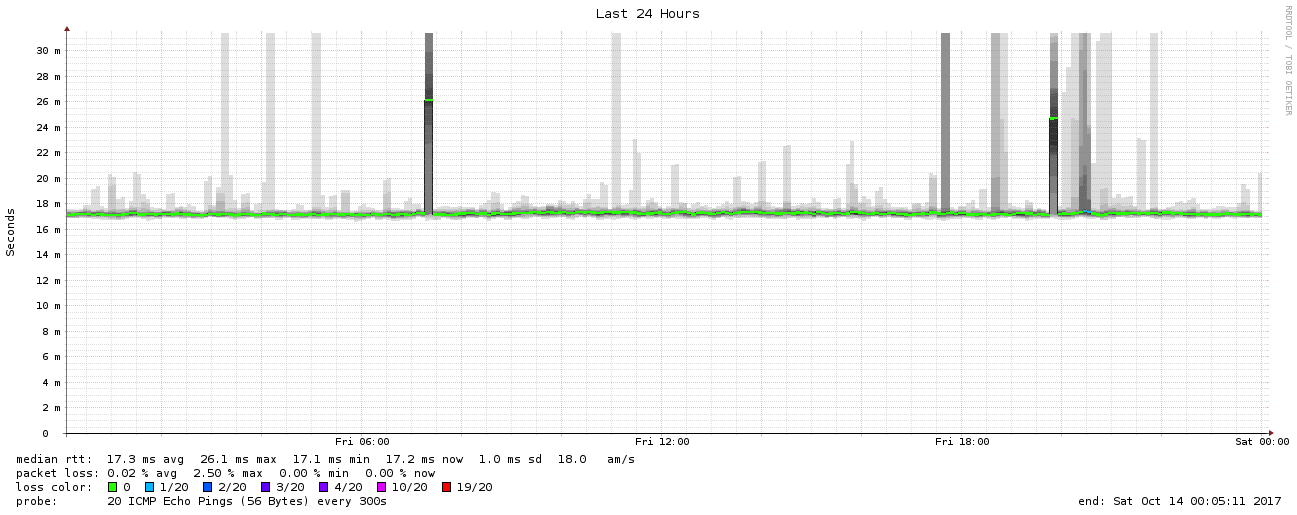 Last 24 Hours
RRDTOOL / TOBI OETIKER
Seconds
30 m
28 m
26 m
24 m
22 m
20 m
18 m
16 m
14 m
12 m
10 m
8 m
6 m
4 m
2 m
0
Fri 06:00 Fri 12:00 Fri 18:00 Sat 00:00
median rtt: 17.3 ms avg 26.1 ms max 17.1 ms min 17.2 ms now 1.0 ms sd 18.0 am/s
packet loss: 0.02 % avg 2.50 % max 0.00 % min 0.00 % now
loss color: 0 1/20 2/20 3/20 4/20 10/20 19/20
probe: 20 ICMP Echo Pings (56 Bytes) every 300s end: Sat Oct 14 00:05:11 2017